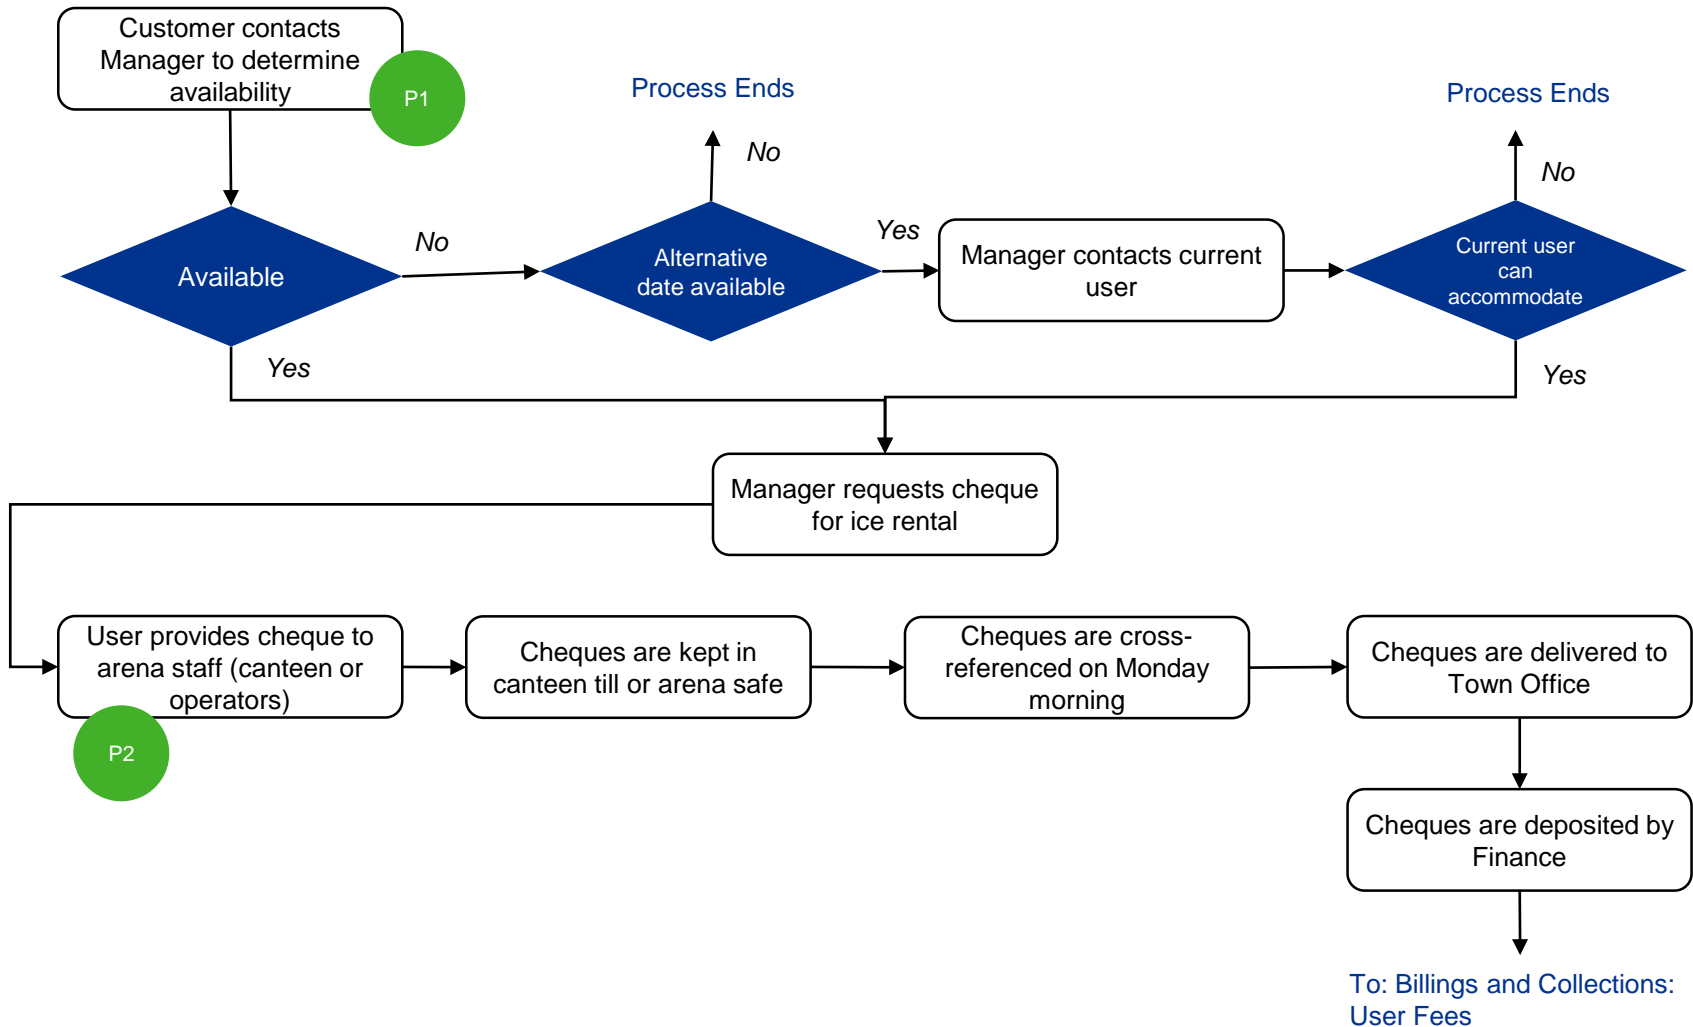 Customer contacts
Manager to determine
availability
P1
Process Ends
Process Ends
No
No
Available
No
Alternative
date available
Yes
Manager contacts current
user
Current user
can
accommodate
Yes
Yes
Manager requests cheque
for ice rental
User provides cheque to
arena staff (canteen or
operators)
P2
Cheques are kept in
canteen till or arena safe
Cheques are cross-
referenced on Monday
morning
Cheques are delivered to
Town Office
Cheques are deposited by
Finance
To: Billings and Collections:
User Fees